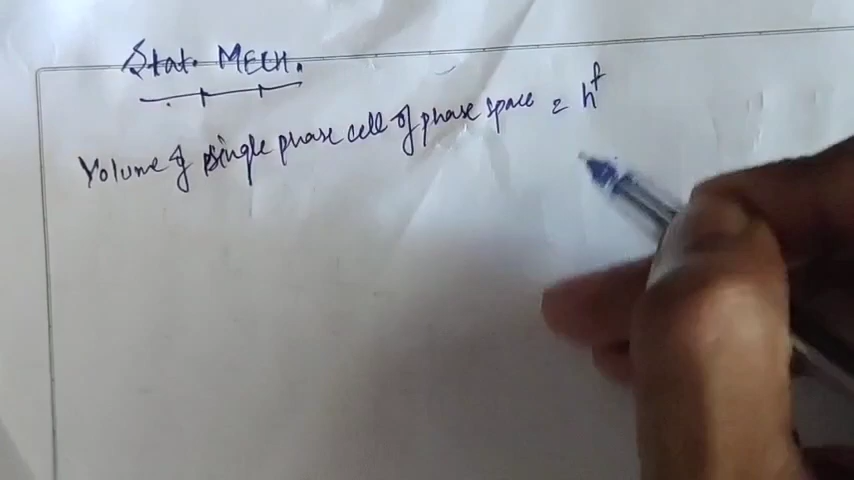 Stat. MECH.
Volume of single phase cell of phase space = h^f